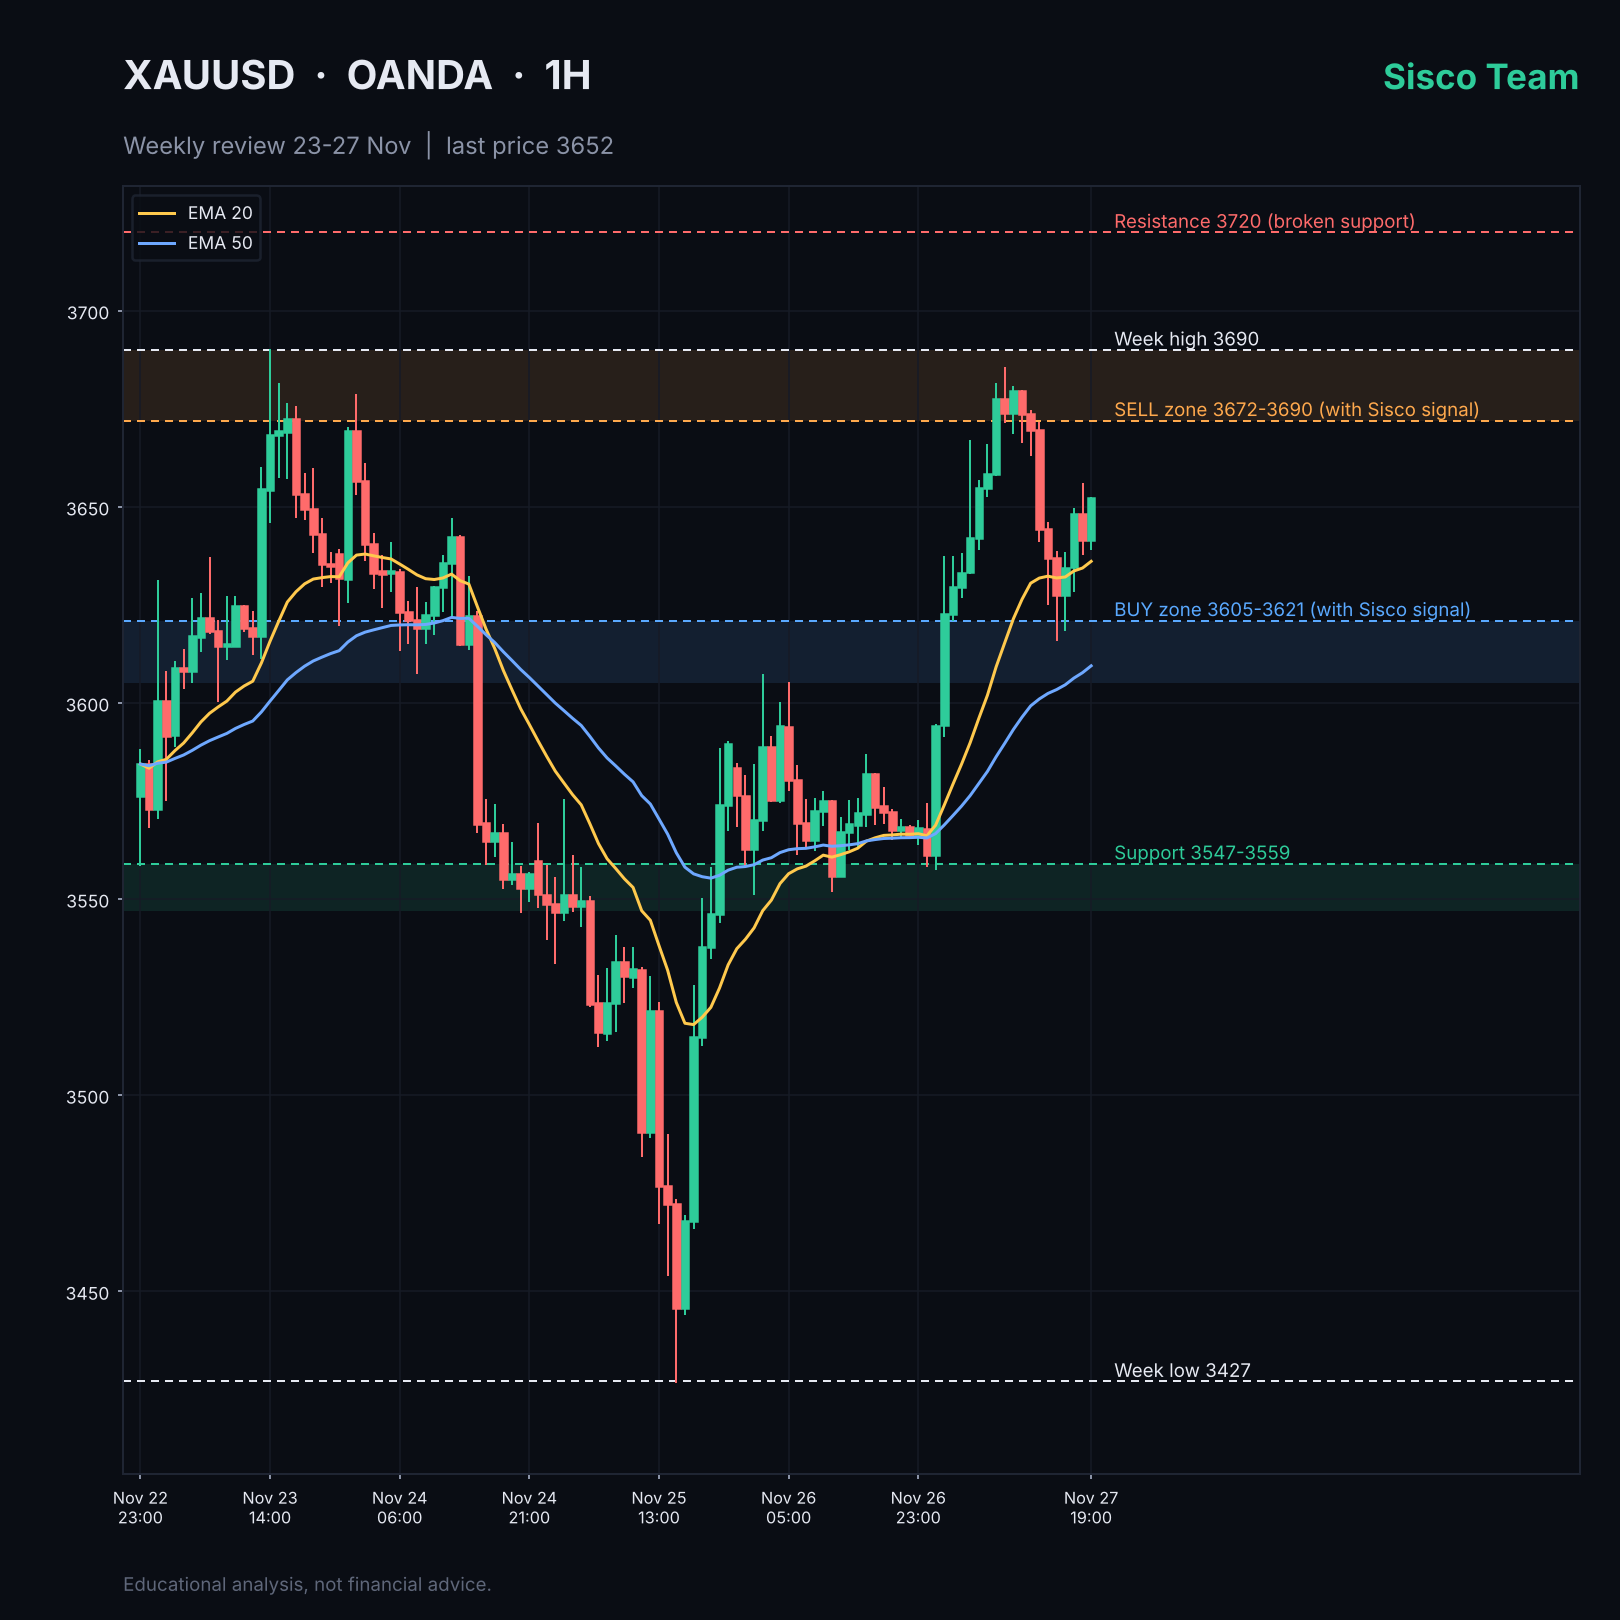 XAUUSD · OANDA · 1H
Sisco Team
Weekly review 23-27 Nov | last price 3652
EMA 20
EMA 50
Resistance 3720 (broken support)
3700
Week high 3690
SELL zone 3672-3690 (with Sisco signal)
3650
BUY zone 3605-3621 (with Sisco signal)
3600
Support 3547-3559
3550
3500
3450
Week low 3427
Nov 22 Nov 23 Nov 24 Nov 24 Nov 25 Nov 26 Nov 26 Nov 27
23:00 14:00 06:00 21:00 13:00 05:00 23:00 19:00
Educational analysis, not financial advice.